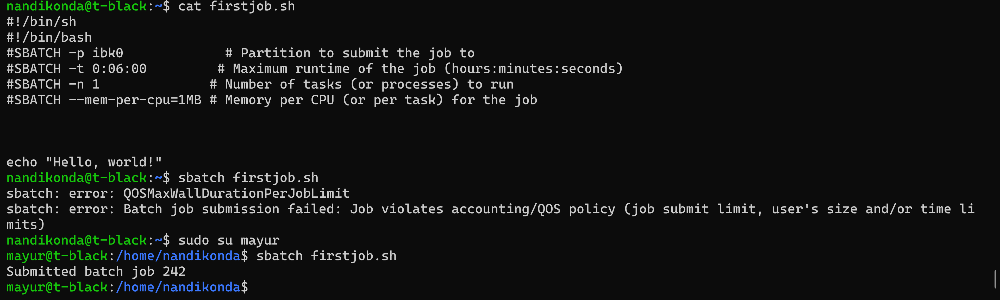 nandikonda@t-black:~$ cat firstjob.sh
#!/bin/sh
#!/bin/bash
#SBATCH -p ibk0             # Partition to submit the job to
#SBATCH -t 0:06:00         # Maximum runtime of the job (hours:minutes:seconds)
#SBATCH -n 1              # Number of tasks (or processes) to run
#SBATCH --mem-per-cpu=1MB # Memory per CPU (or per task) for the job
echo "Hello, world!"
nandikonda@t-black:~$ sbatch firstjob.sh
sbatch: error: QOSMaxWallDurationPerJobLimit
sbatch: error: Batch job submission failed: Job violates accounting/QOS policy (job submit limit, user's size and/or time li
mits)
nandikonda@t-black:~$ sudo su mayur
mayur@t-black:/home/nandikonda$ sbatch firstjob.sh
Submitted batch job 242
mayur@t-black:/home/nandikonda$